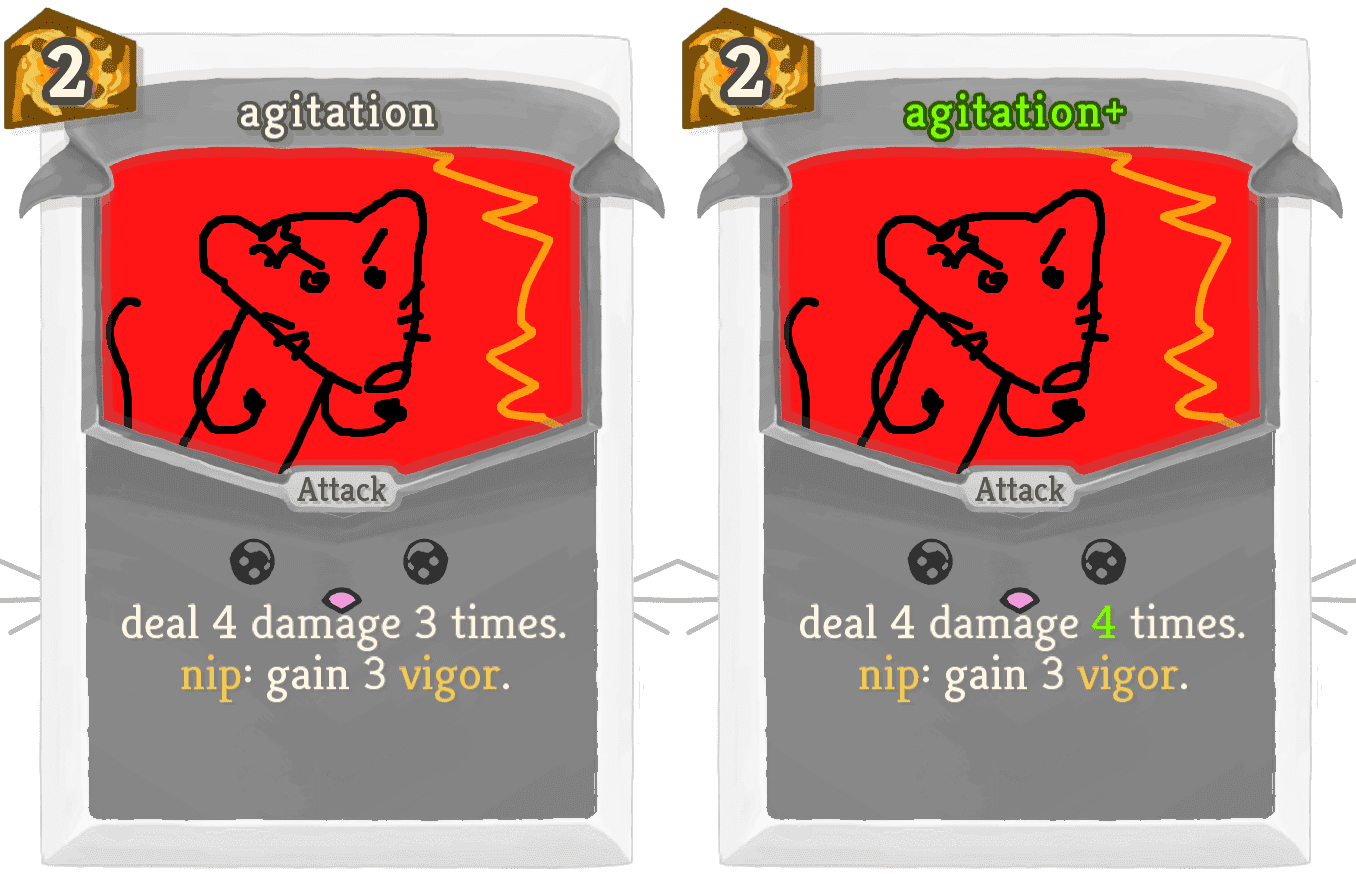 2
agitation
Attack
deal 4 damage 3 times.
nip: gain 3 vigor.
2
agitation+
Attack
deal 4 damage 4 times.
nip: gain 3 vigor.